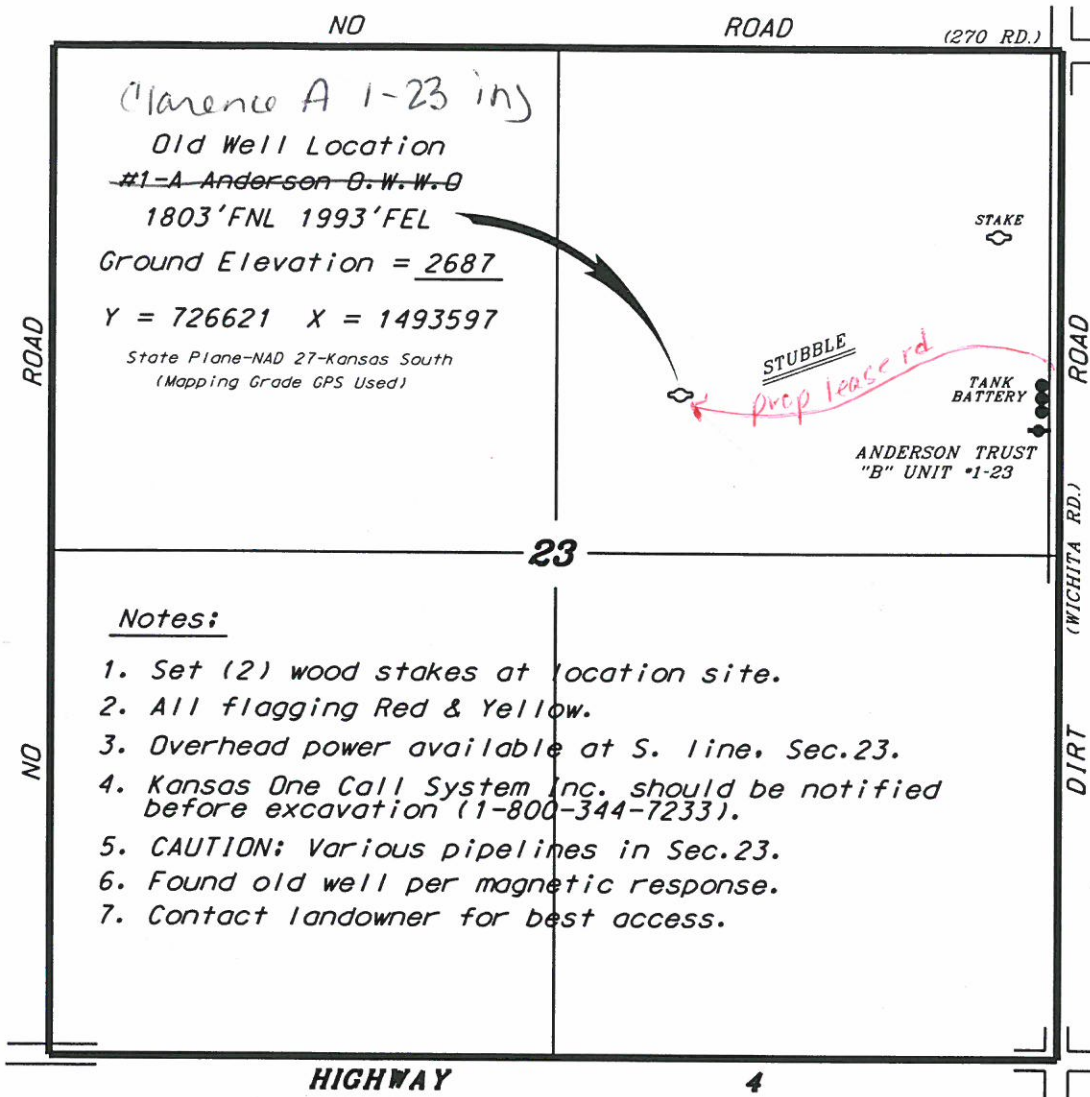 NO ROAD (270 RD.)
Clarence A 1-23 inj
Old Well Location
#1-A Anderson O.W.W.O
1803'FNL 1993'FEL
Ground Elevation = 2687
Y = 726621 X = 1493597
State Plane-NAD 27-Kansas South
(Mapping Grade GPS Used)
STAKE
STUBBLE
prop lease rd
TANK
BATTERY
ANDERSON TRUST
"B" UNIT #1-23
ROAD
NO
ROAD
(WICHITA RD.)
DIRT
23
Notes:
1. Set (2) wood stakes at location site.
2. All flagging Red & Yellow.
3. Overhead power available at S. line, Sec.23.
4. Kansas One Call System Inc. should be notified
before excavation (1-800-344-7233).
5. CAUTION: Various pipelines in Sec.23.
6. Found old well per magnetic response.
7. Contact landowner for best access.
HIGHWAY 4